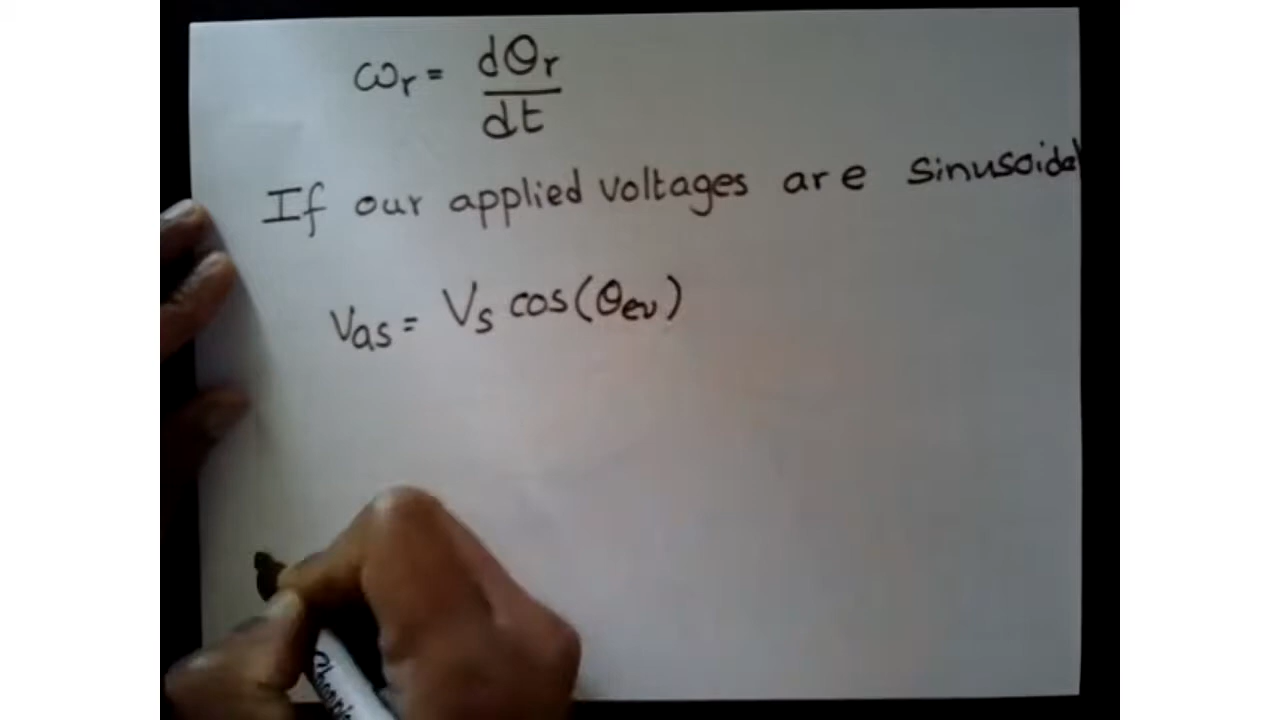 ωr = dθr/dt
If our applied voltages are sinusoidal
Vas = Vs cos(θev)